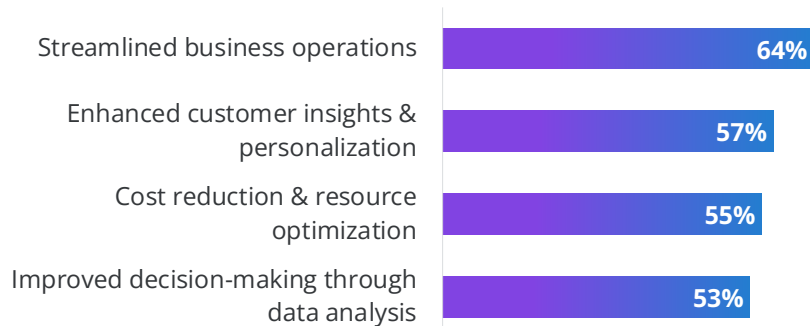 Streamlined business operations
64%
Enhanced customer insights &
personalization
57%
Cost reduction & resource
optimization
55%
Improved decision-making through
data analysis
53%